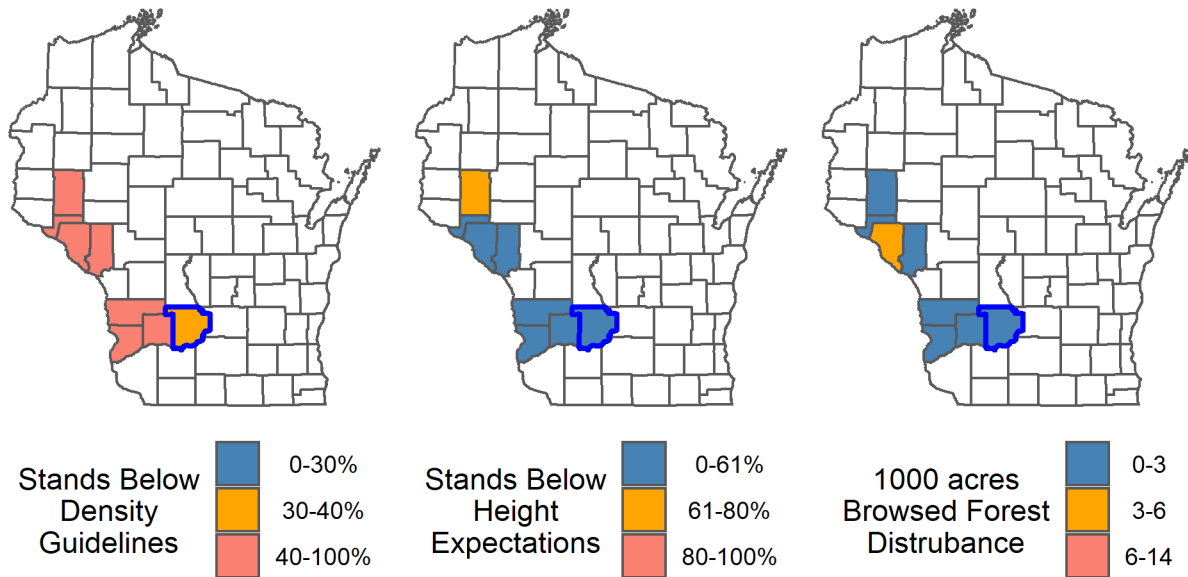 Stands Below
Density
Guidelines
0-30%
30-40%
40-100%
Stands Below
Height
Expectations
0-61%
61-80%
80-100%
1000 acres
Browsed Forest
Distrubance
0-3
3-6
6-14